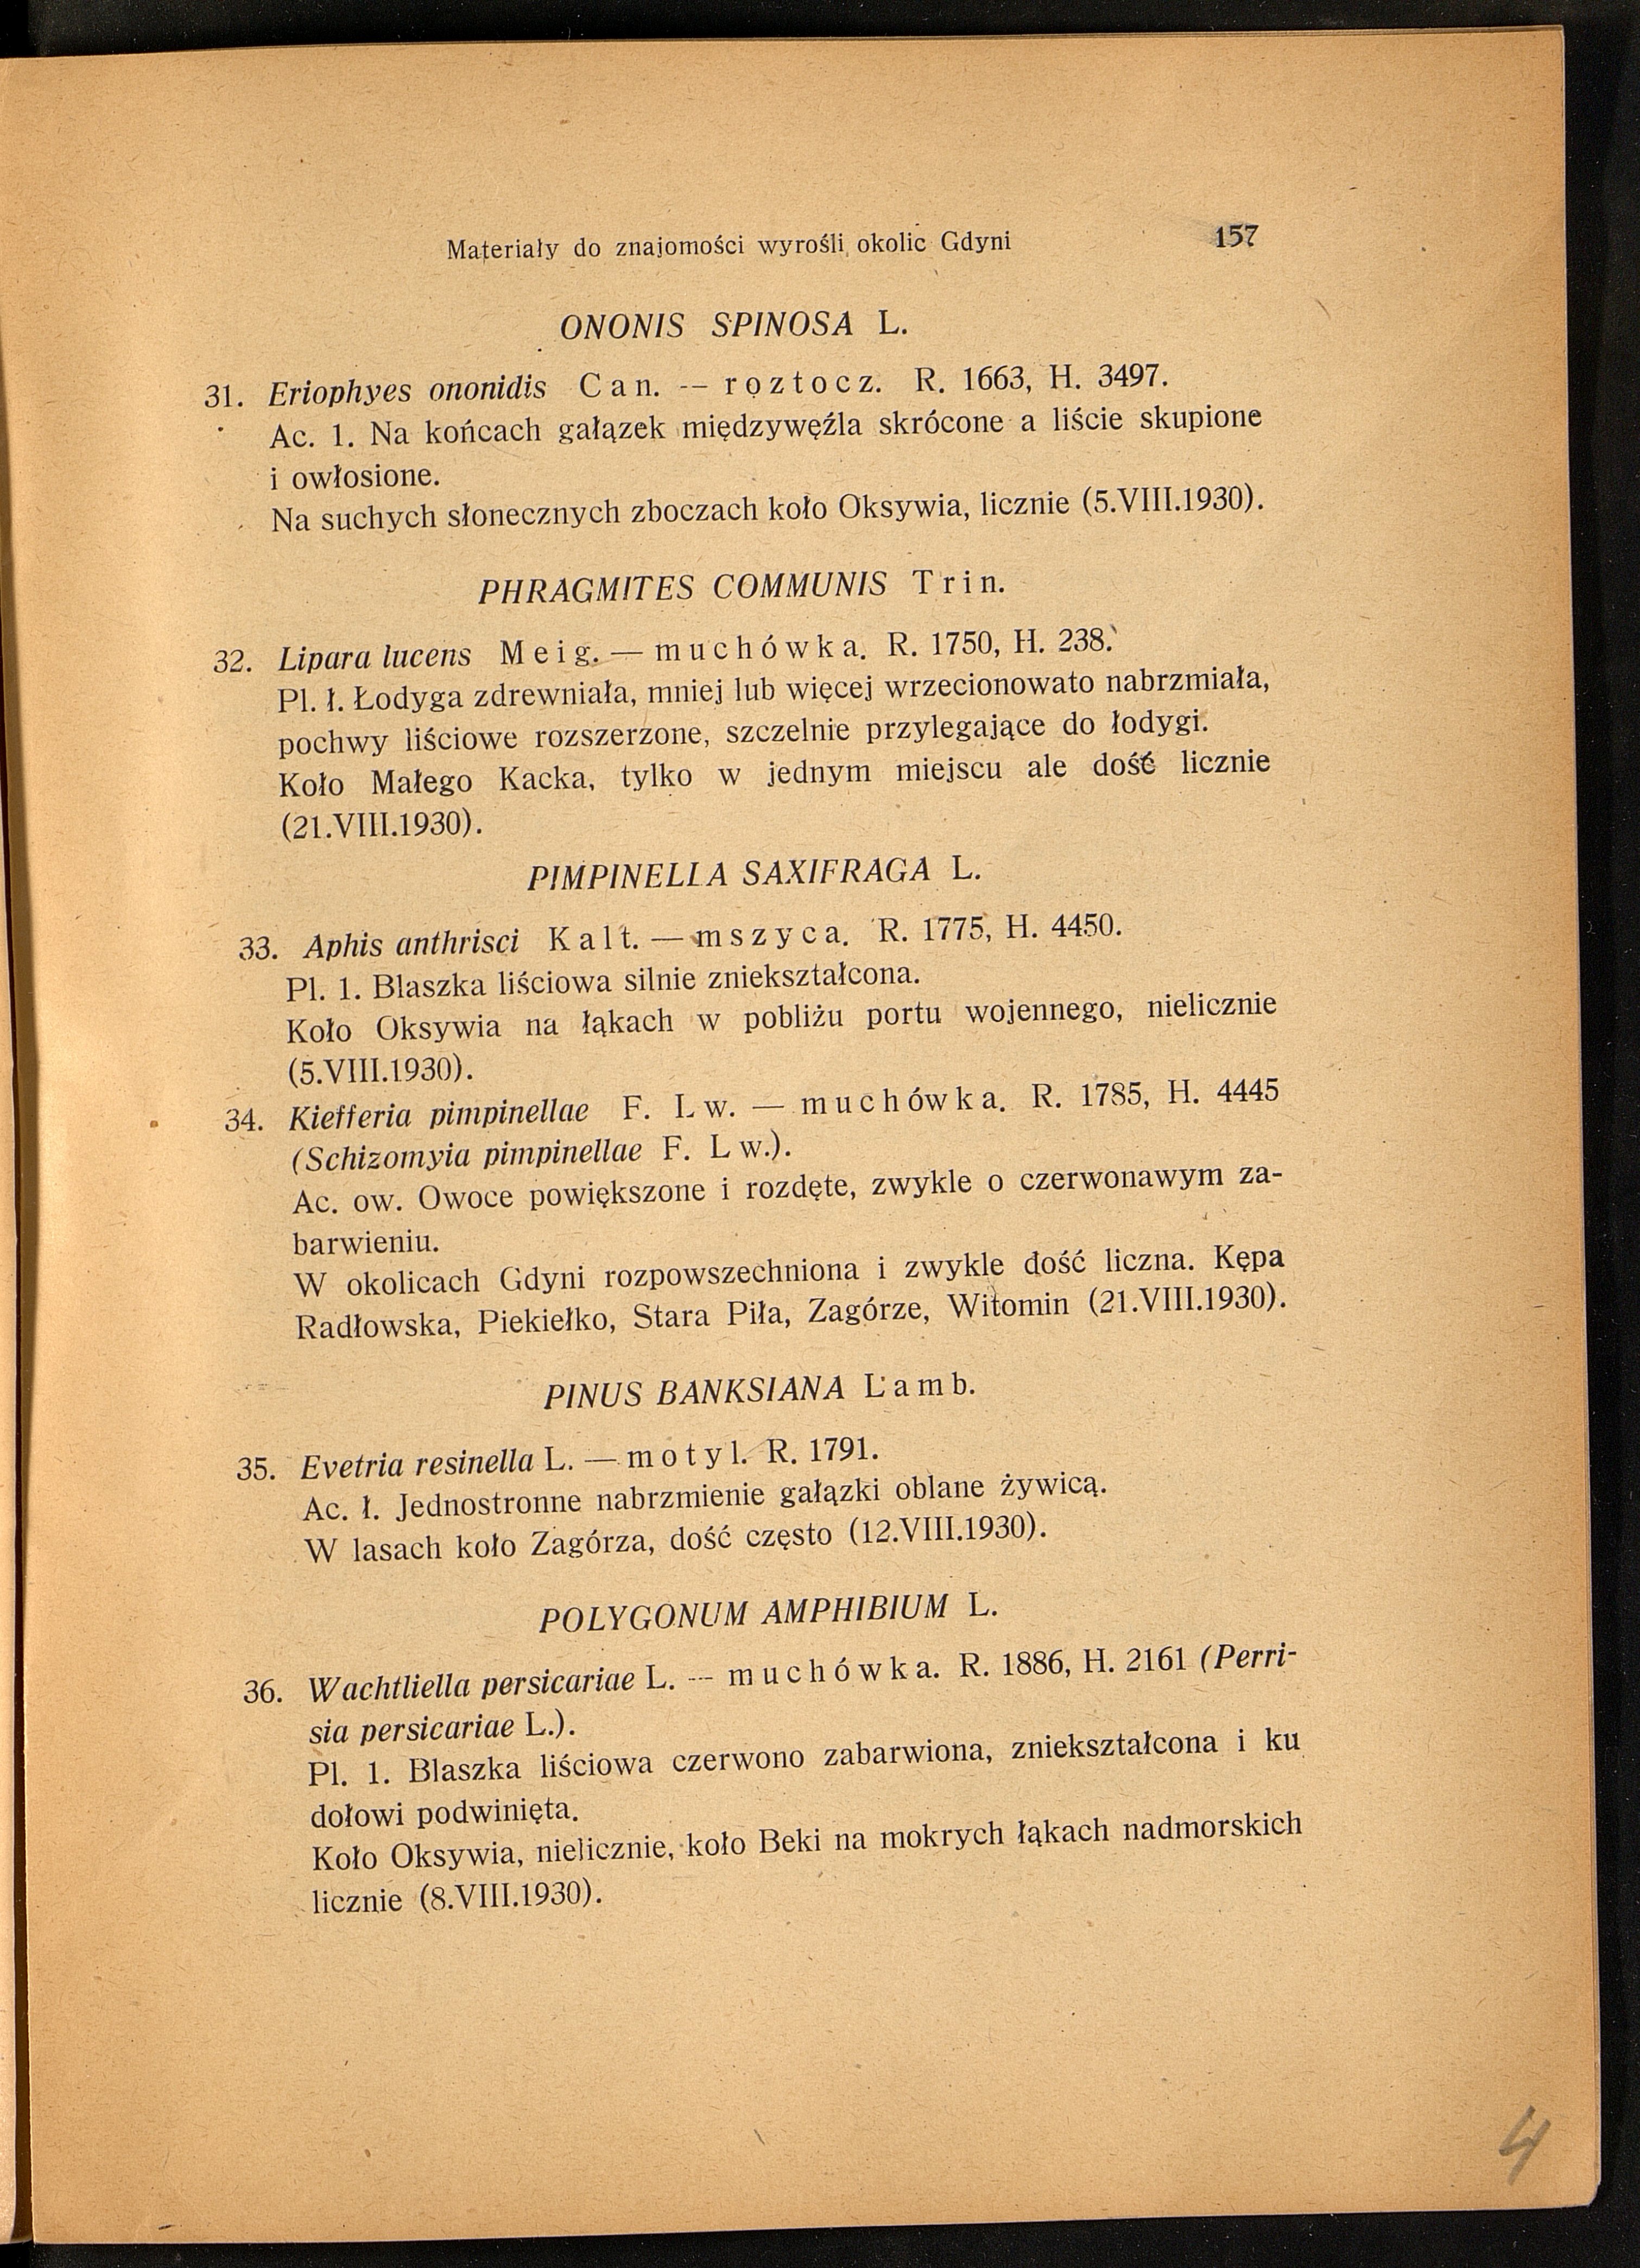 Materiały do znajomości wyrośli okolic Gdyni 157
ONONIS SPINOSA L.
31. Eriophyes ononidis Can. -- roztocz. R. 1663, H. 3497.
Ac. 1. Na końcach gałązek międzywęźla skrócone a liście skupione
i owłosione.
Na suchych słonecznych zboczach koło Oksywia, licznie (5.VIII.1930).
PHRAGMITES COMMUNIS Trin.
32. Lipara lucens Meig. — muchówka. R. 1750, H. 238.
Pl. ł. Łodyga zdrewniała, mniej lub więcej wrzecionowato nabrzmiała,
pochwy liściowe rozszerzone, szczelnie przylegające do łodygi.
Koło Małego Kacka, tylko w jednym miejscu ale dość licznie
(21.VIII.1930).
PIMPINELLA SAXIFRAGA L.
33. Aphis anthrisci Kalt. — mszyca. R. 1775, H. 4450.
Pl. 1. Blaszka liściowa silnie zniekształcona.
Koło Oksywia na łąkach w pobliżu portu wojennego, nielicznie
(5.VIII.1930).
34. Kiefferia pimpinellae F. Lw. — muchówka. R. 1785, H. 4445
(Schizomyia pimpinellae F. Lw.).
Ac. ow. Owoce powiększone i rozdęte, zwykle o czerwonawym za-
barwieniu.
W okolicach Gdyni rozpowszechniona i zwykle dość liczna. Kępa
Radłowska, Piekiełko, Stara Piła, Zagórze, Witomin (21.VIII.1930).
PINUS BANKSIANA Lamb.
35. Evetria resinella L. — motyl. R. 1791.
Ac. ł. Jednostronne nabrzmienie gałązki oblane żywicą.
W lasach koło Zagórza, dość często (12.VIII.1930).
POLYGONUM AMPHIBIUM L.
36. Wachtliella persicariae L. -- muchówka. R. 1886, H. 2161 (Perri-
sia persicariae L.).
Pl. 1. Blaszka liściowa czerwono zabarwiona, zniekształcona i ku
dołowi podwinięta.
Koło Oksywia, nielicznie, koło Beki na mokrych łąkach nadmorskich
licznie (8.VIII.1930).
4